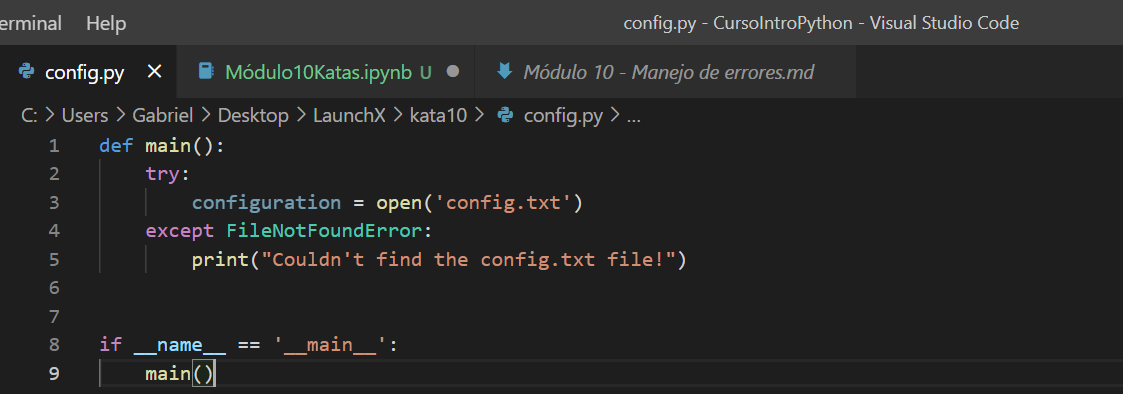 erminal Help config.py - CursoIntroPython - Visual Studio Code
config.py Módulo10Katas.ipynb U Módulo 10 - Manejo de errores.md
C: > Users > Gabriel > Desktop > LaunchX > kata10 > config.py > ...
1 def main():
2     try:
3         configuration = open('config.txt')
4     except FileNotFoundError:
5         print("Couldn't find the config.txt file!")
6
7
8 if __name__ == '__main__':
9     main()